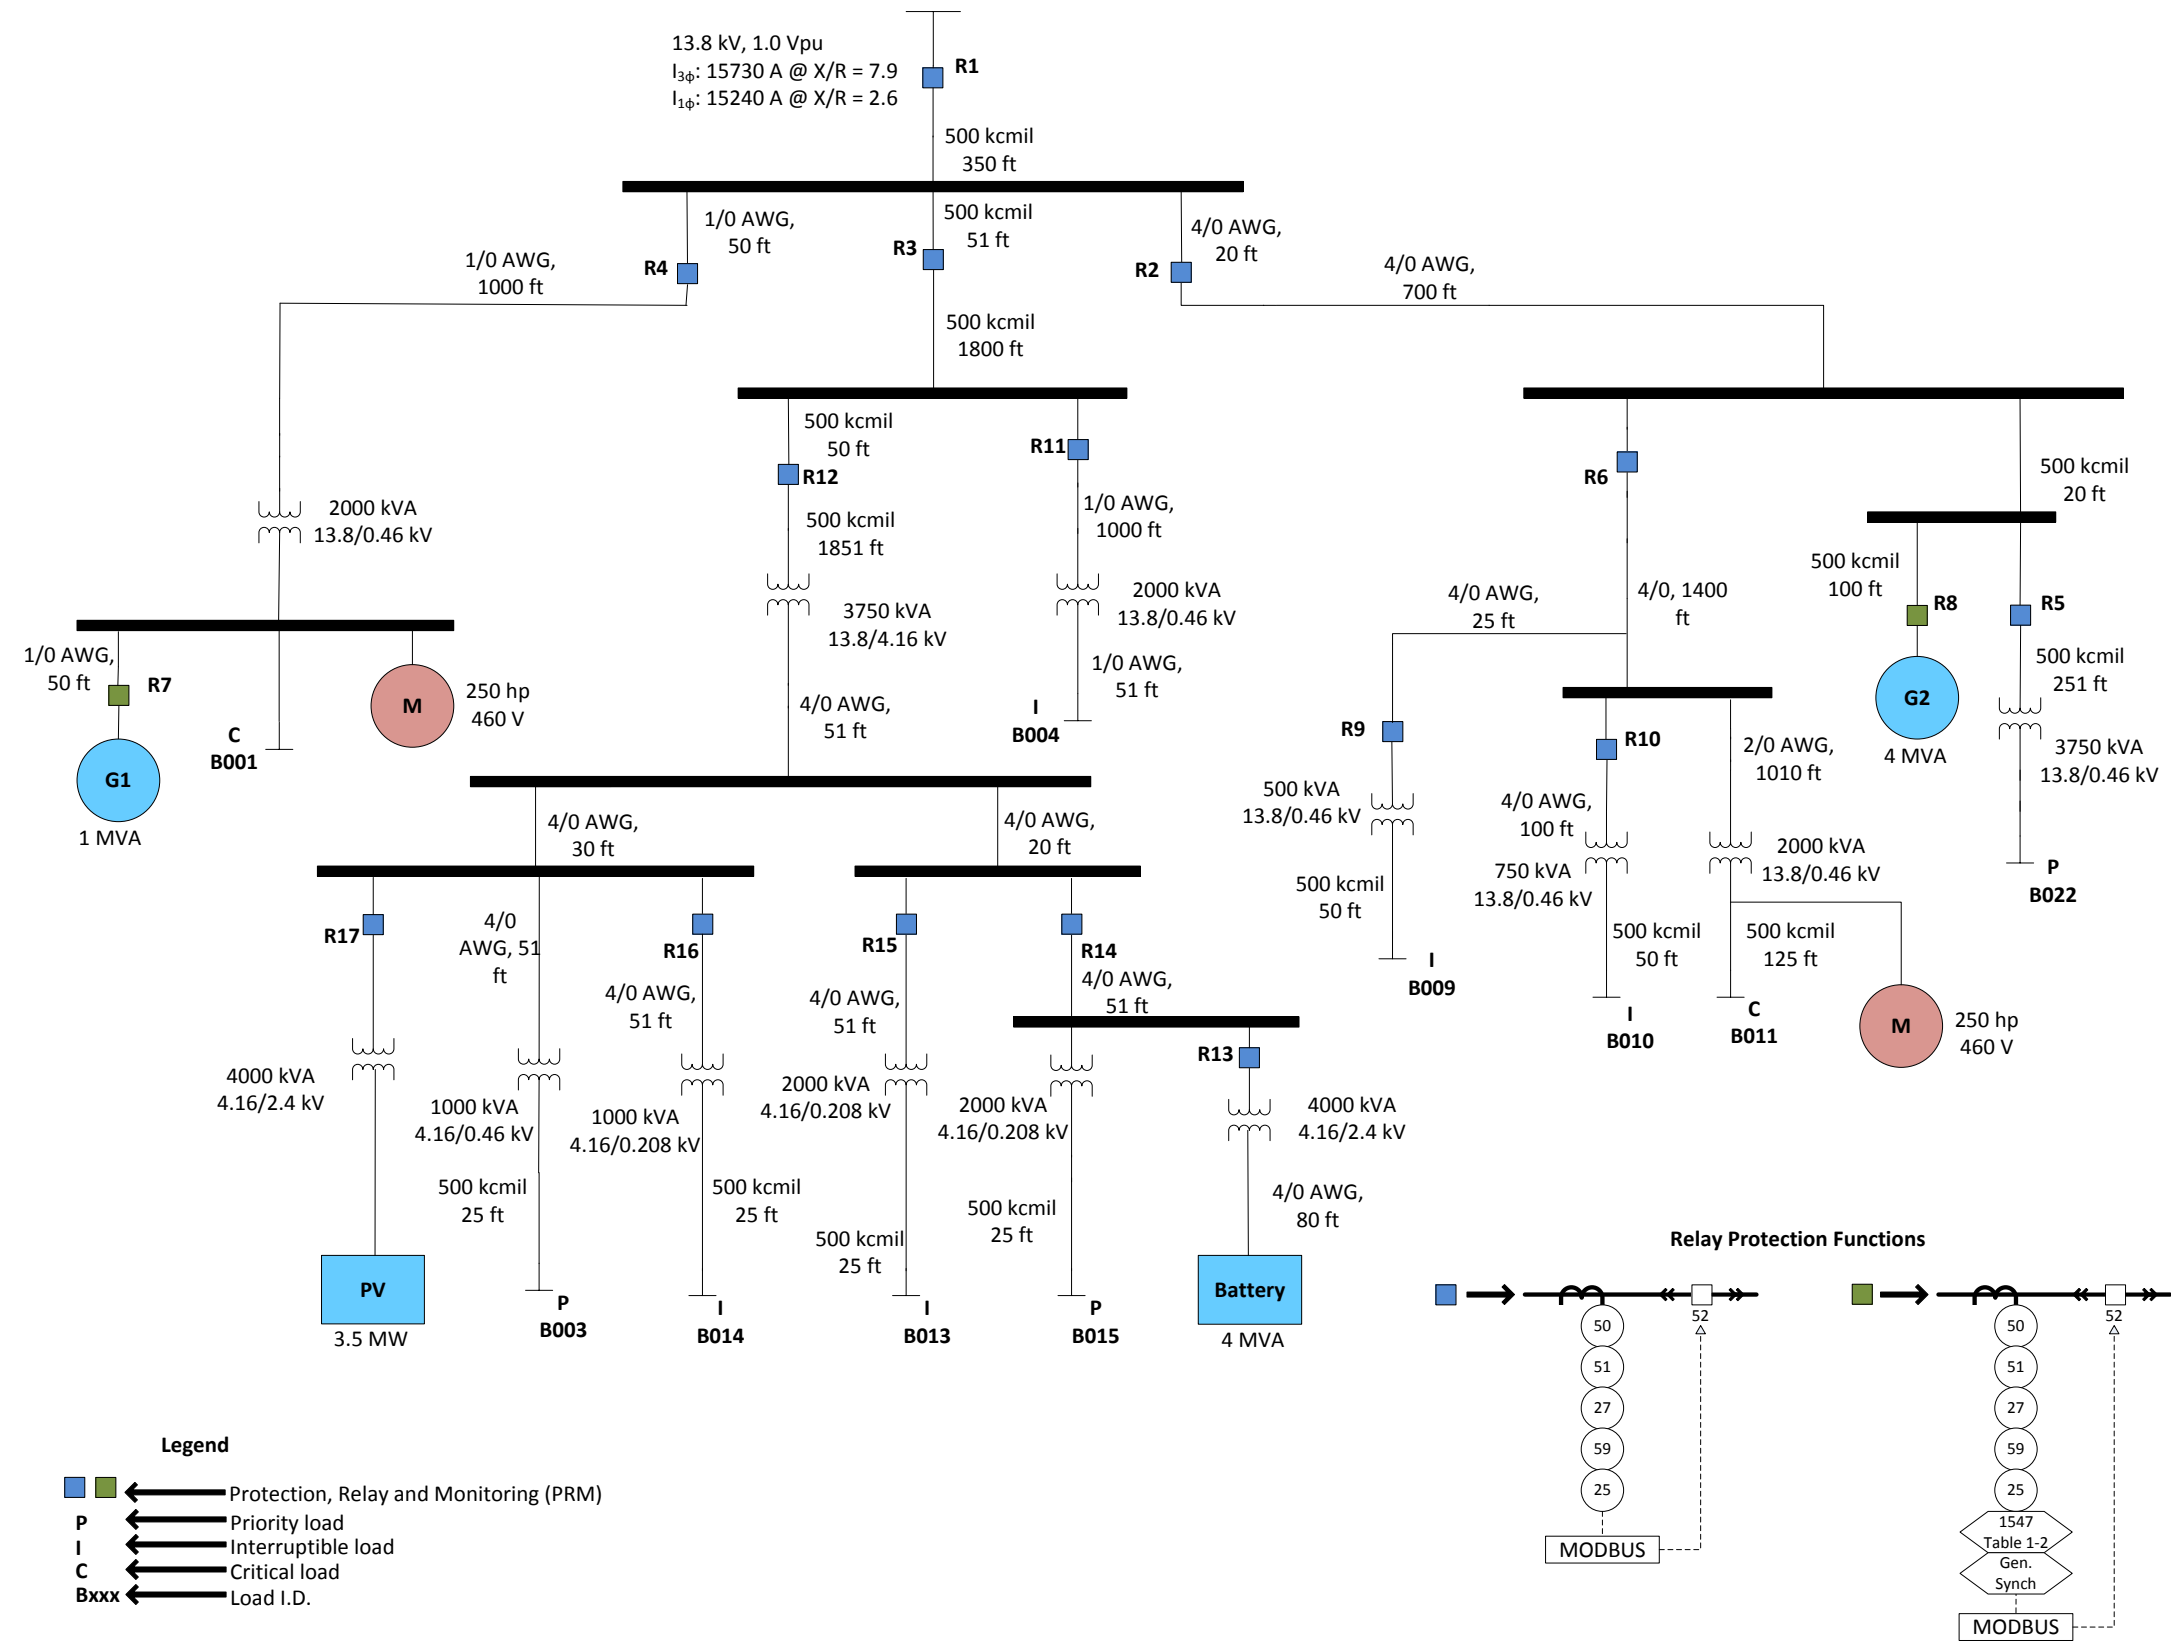 13.8 kV, 1.0 Vpu
I3ϕ: 15730 A @ X/R = 7.9
I1ϕ: 15240 A @ X/R = 2.6
R1
500 kcmil
350 ft
1/0 AWG,
50 ft
500 kcmil
51 ft
4/0 AWG,
20 ft
R4
R3
R2
1/0 AWG,
1000 ft
4/0 AWG,
700 ft
500 kcmil
1800 ft
500 kcmil
50 ft
R12
R11
R6
500 kcmil
20 ft
2000 kVA
13.8/0.46 kV
500 kcmil
1851 ft
1/0 AWG,
1000 ft
500 kcmil
100 ft
R8
R5
3750 kVA
13.8/4.16 kV
2000 kVA
13.8/0.46 kV
4/0 AWG,
25 ft
4/0, 1400
ft
1/0 AWG,
50 ft
R7
M
250 hp
460 V
C
B001
G1
1 MVA
4/0 AWG,
51 ft
1/0 AWG,
51 ft
I
B004
500 kcmil
251 ft
G2
4 MVA
3750 kVA
13.8/0.46 kV
P
B022
R9
R10
2/0 AWG,
1010 ft
500 kVA
13.8/0.46 kV
4/0 AWG,
100 ft
750 kVA
13.8/0.46 kV
2000 kVA
13.8/0.46 kV
500 kcmil
50 ft
I
B009
500 kcmil
50 ft
I
B010
500 kcmil
125 ft
C
B011
M
250 hp
460 V
4/0 AWG,
30 ft
4/0 AWG,
20 ft
R17
4/0
AWG, 51
ft
R16
R15
R14
4/0 AWG,
51 ft
4/0 AWG,
51 ft
4/0 AWG,
51 ft
R13
4000 kVA
4.16/2.4 kV
1000 kVA
4.16/0.46 kV
1000 kVA
4.16/0.208 kV
2000 kVA
4.16/0.208 kV
2000 kVA
4.16/0.208 kV
4000 kVA
4.16/2.4 kV
500 kcmil
25 ft
500 kcmil
25 ft
500 kcmil
25 ft
500 kcmil
25 ft
4/0 AWG,
80 ft
PV
3.5 MW
P
B003
I
B014
I
B013
P
B015
Battery
4 MVA
Relay Protection Functions
52
50
51
27
59
25
MODBUS
52
50
51
27
59
25
1547
Table 1-2
Gen.
Synch
MODBUS
Legend
Protection, Relay and Monitoring (PRM)
P Priority load
I Interruptible load
C Critical load
Bxxx Load I.D.